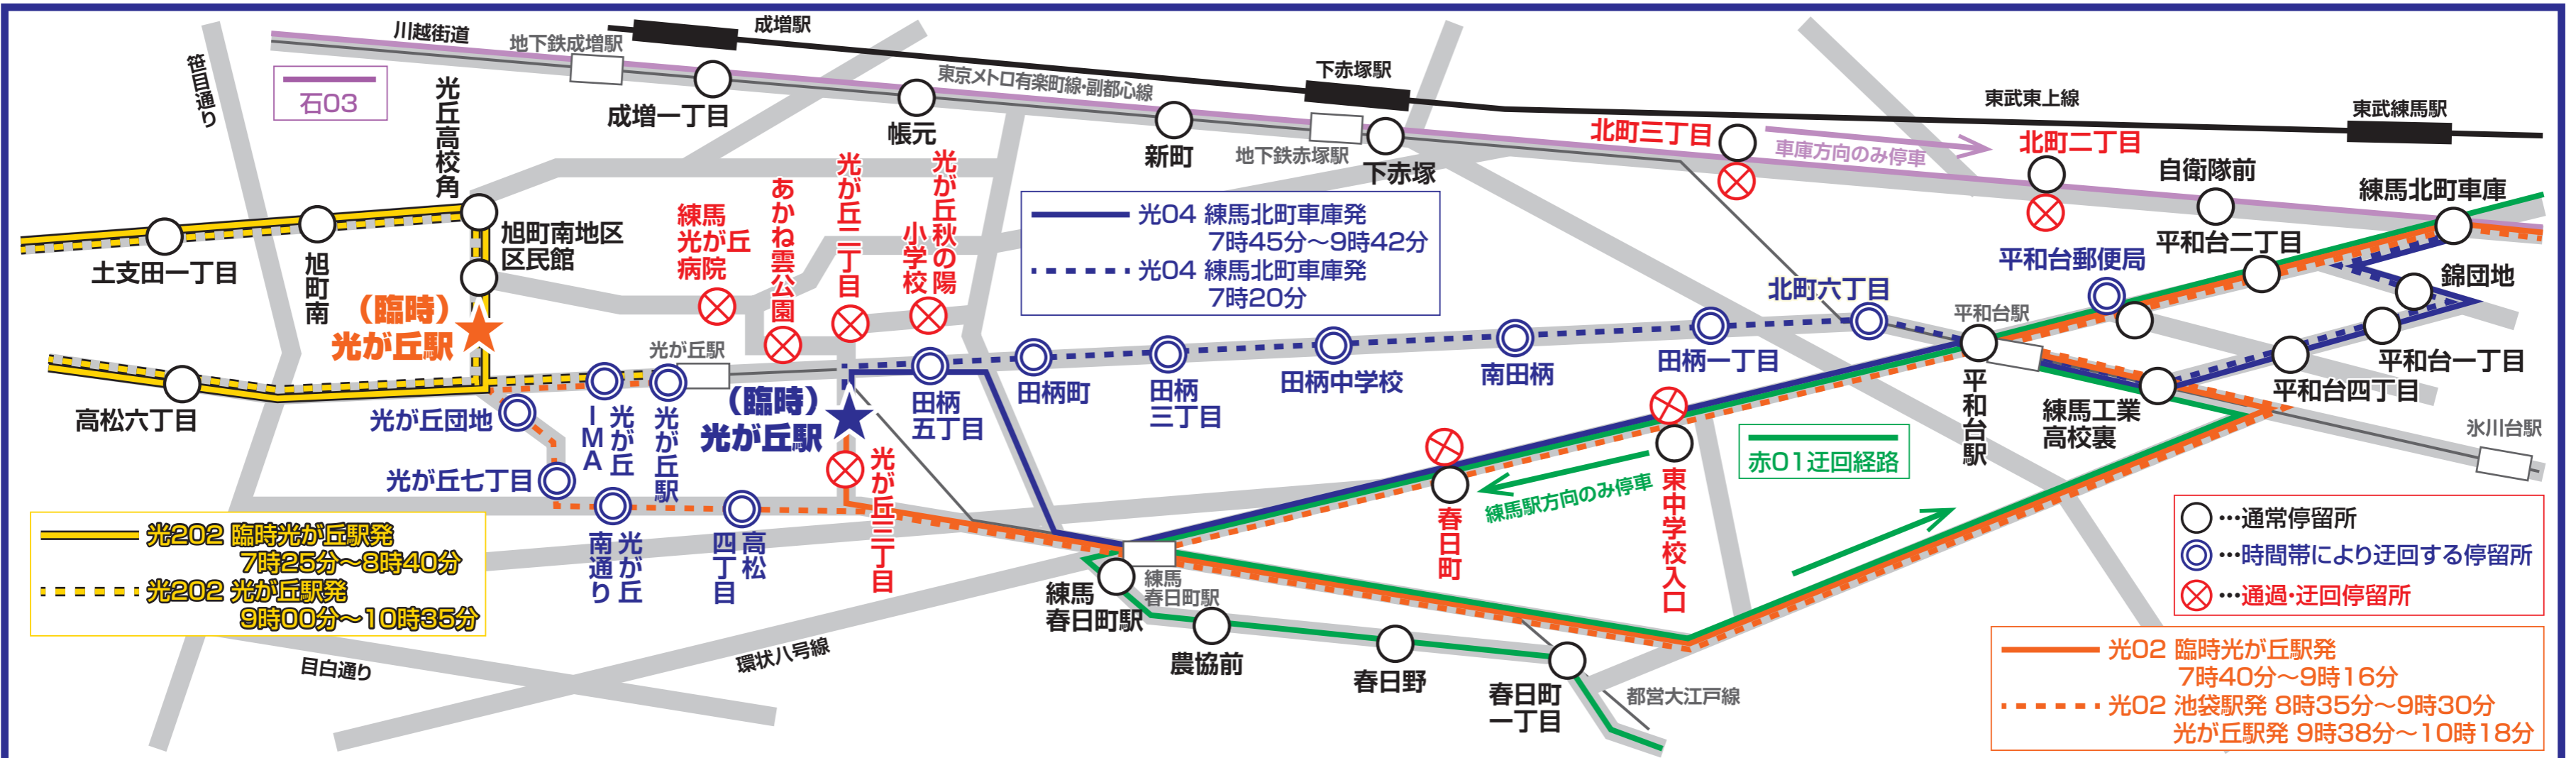 川越街道
成増駅
地下鉄成増駅
笹目通り
石03
光丘高校角
成増一丁目
東京メトロ有楽町線・副都心線
帳元
新町
下赤塚駅
地下鉄赤塚駅
下赤塚
北町三丁目
車庫方向のみ停車
東武東上線
北町二丁目
東武練馬駅
自衛隊前
練馬北町車庫
土支田一丁目
旭町南
旭町南地区
区民館
(臨時)
光が丘駅
練馬
光が丘
病院
あかね雲公園
光が丘二丁目
光が丘秋の陽
小学校
光04 練馬北町車庫発
7時45分～9時42分
光04 練馬北町車庫発
7時20分
平和台二丁目
平和台郵便局
錦団地
北町六丁目
平和台駅
平和台一丁目
平和台四丁目
高松六丁目
光が丘団地
光が丘
IMA
光が丘駅
光が丘駅
(臨時)
光が丘駅
田柄
五丁目
田柄町
田柄
三丁目
田柄中学校
南田柄
田柄一丁目
平和台駅
練馬工業
高校裏
氷川台駅
光が丘七丁目
光が丘
南通り
高松
四丁目
光が丘三丁目
練馬駅方向のみ停車
春日町
東中学校入口
赤01迂回経路
光202 臨時光が丘駅発
7時25分～8時40分
光202 光が丘駅発
9時00分～10時35分
練馬
春日町駅
練馬
春日町駅
農協前
春日野
春日町
一丁目
都営大江戸線
目白通り
環状八号線
…通常停留所
…時間帯により迂回する停留所
…通過・迂回停留所
光02 臨時光が丘駅発
7時40分～9時16分
光02 池袋駅発 8時35分～9時30分
光が丘駅発 9時38分～10時18分